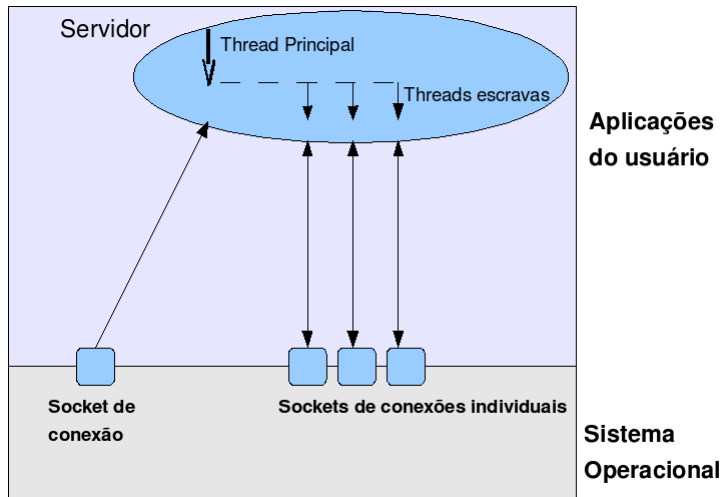 Servidor
Thread Principal
Threads escravas
Aplicações
do usuário
Socket de
conexão
Sockets de conexões individuais
Sistema
Operacional